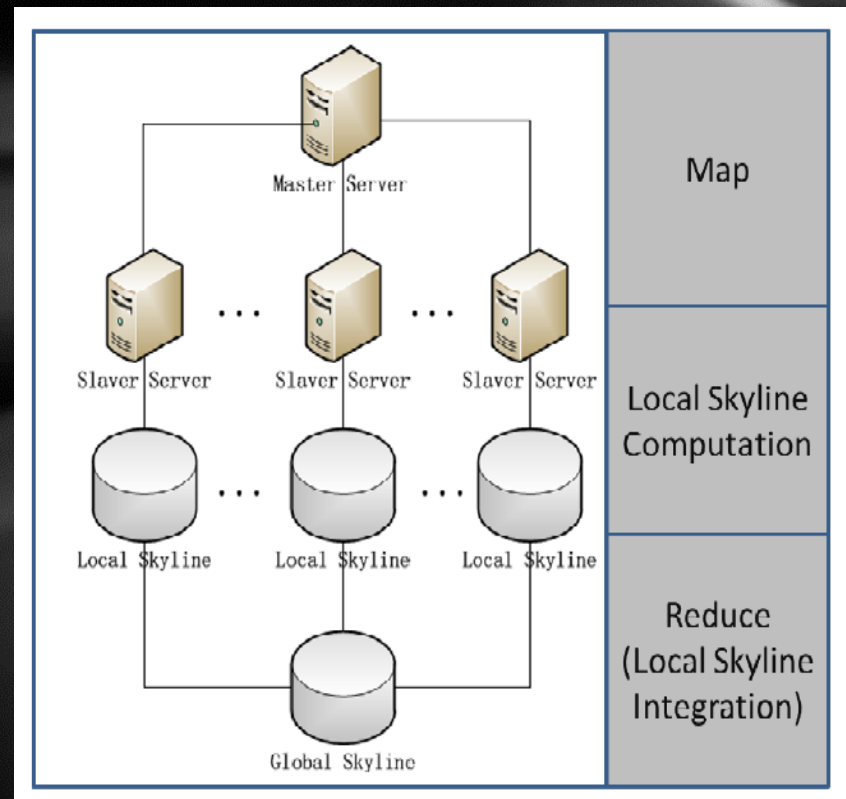 Master Server
Map
Slaver Server Slaver Server Slaver Server
Local Skyline
Computation
Local Skyline Local Skyline Local Skyline
Reduce
(Local Skyline
Integration)
Global Skyline